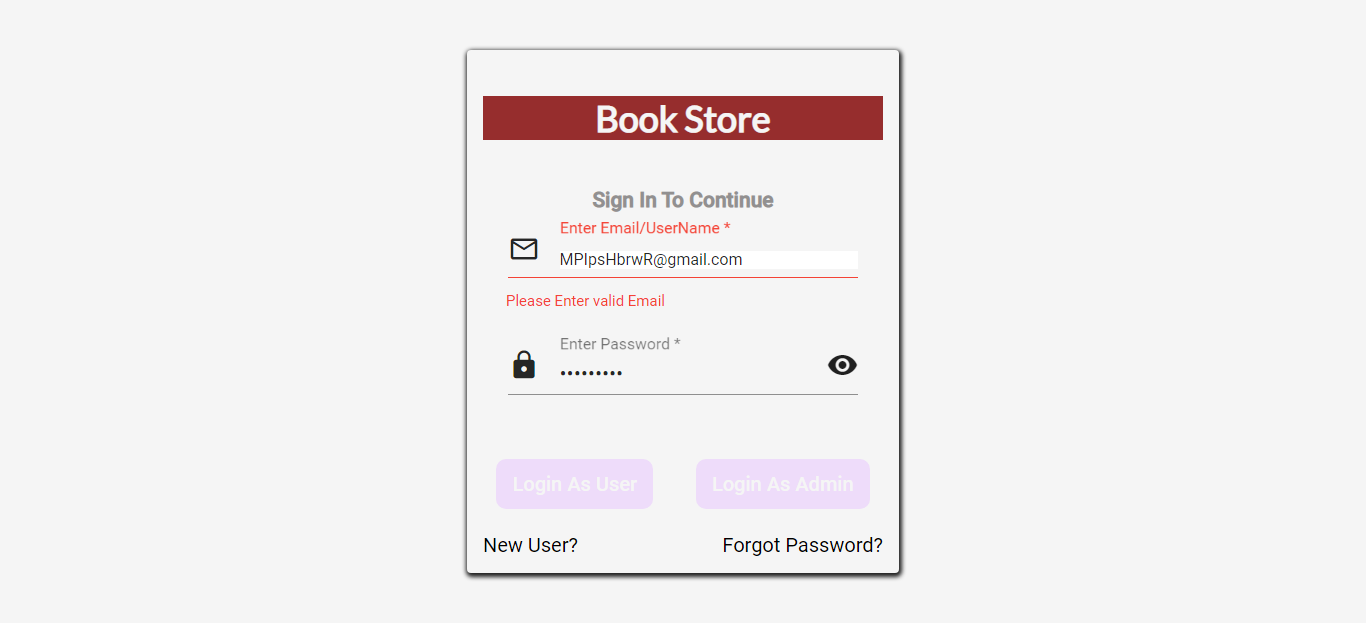 Book Store
Sign In To Continue
Enter Email/UserName *
MPIpsHbrwR@gmail.com
Please Enter valid Email
Enter Password *
•••••••••
Login As User Login As Admin
New User? Forgot Password?